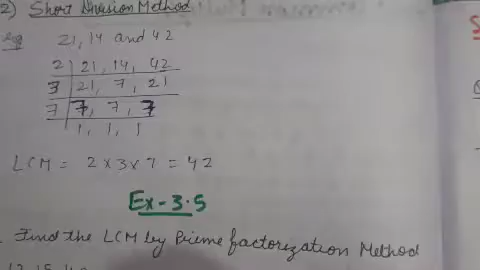 2) Short Division Method
eg 21, 14 and 42
2 | 21, 14, 42
3 | 21, 7, 21
7 | 7, 7, 7
1, 1, 1
LCM = 2 x 3 x 7 = 42
Ex - 3.5
Find the LCM by Prieme factorization Method